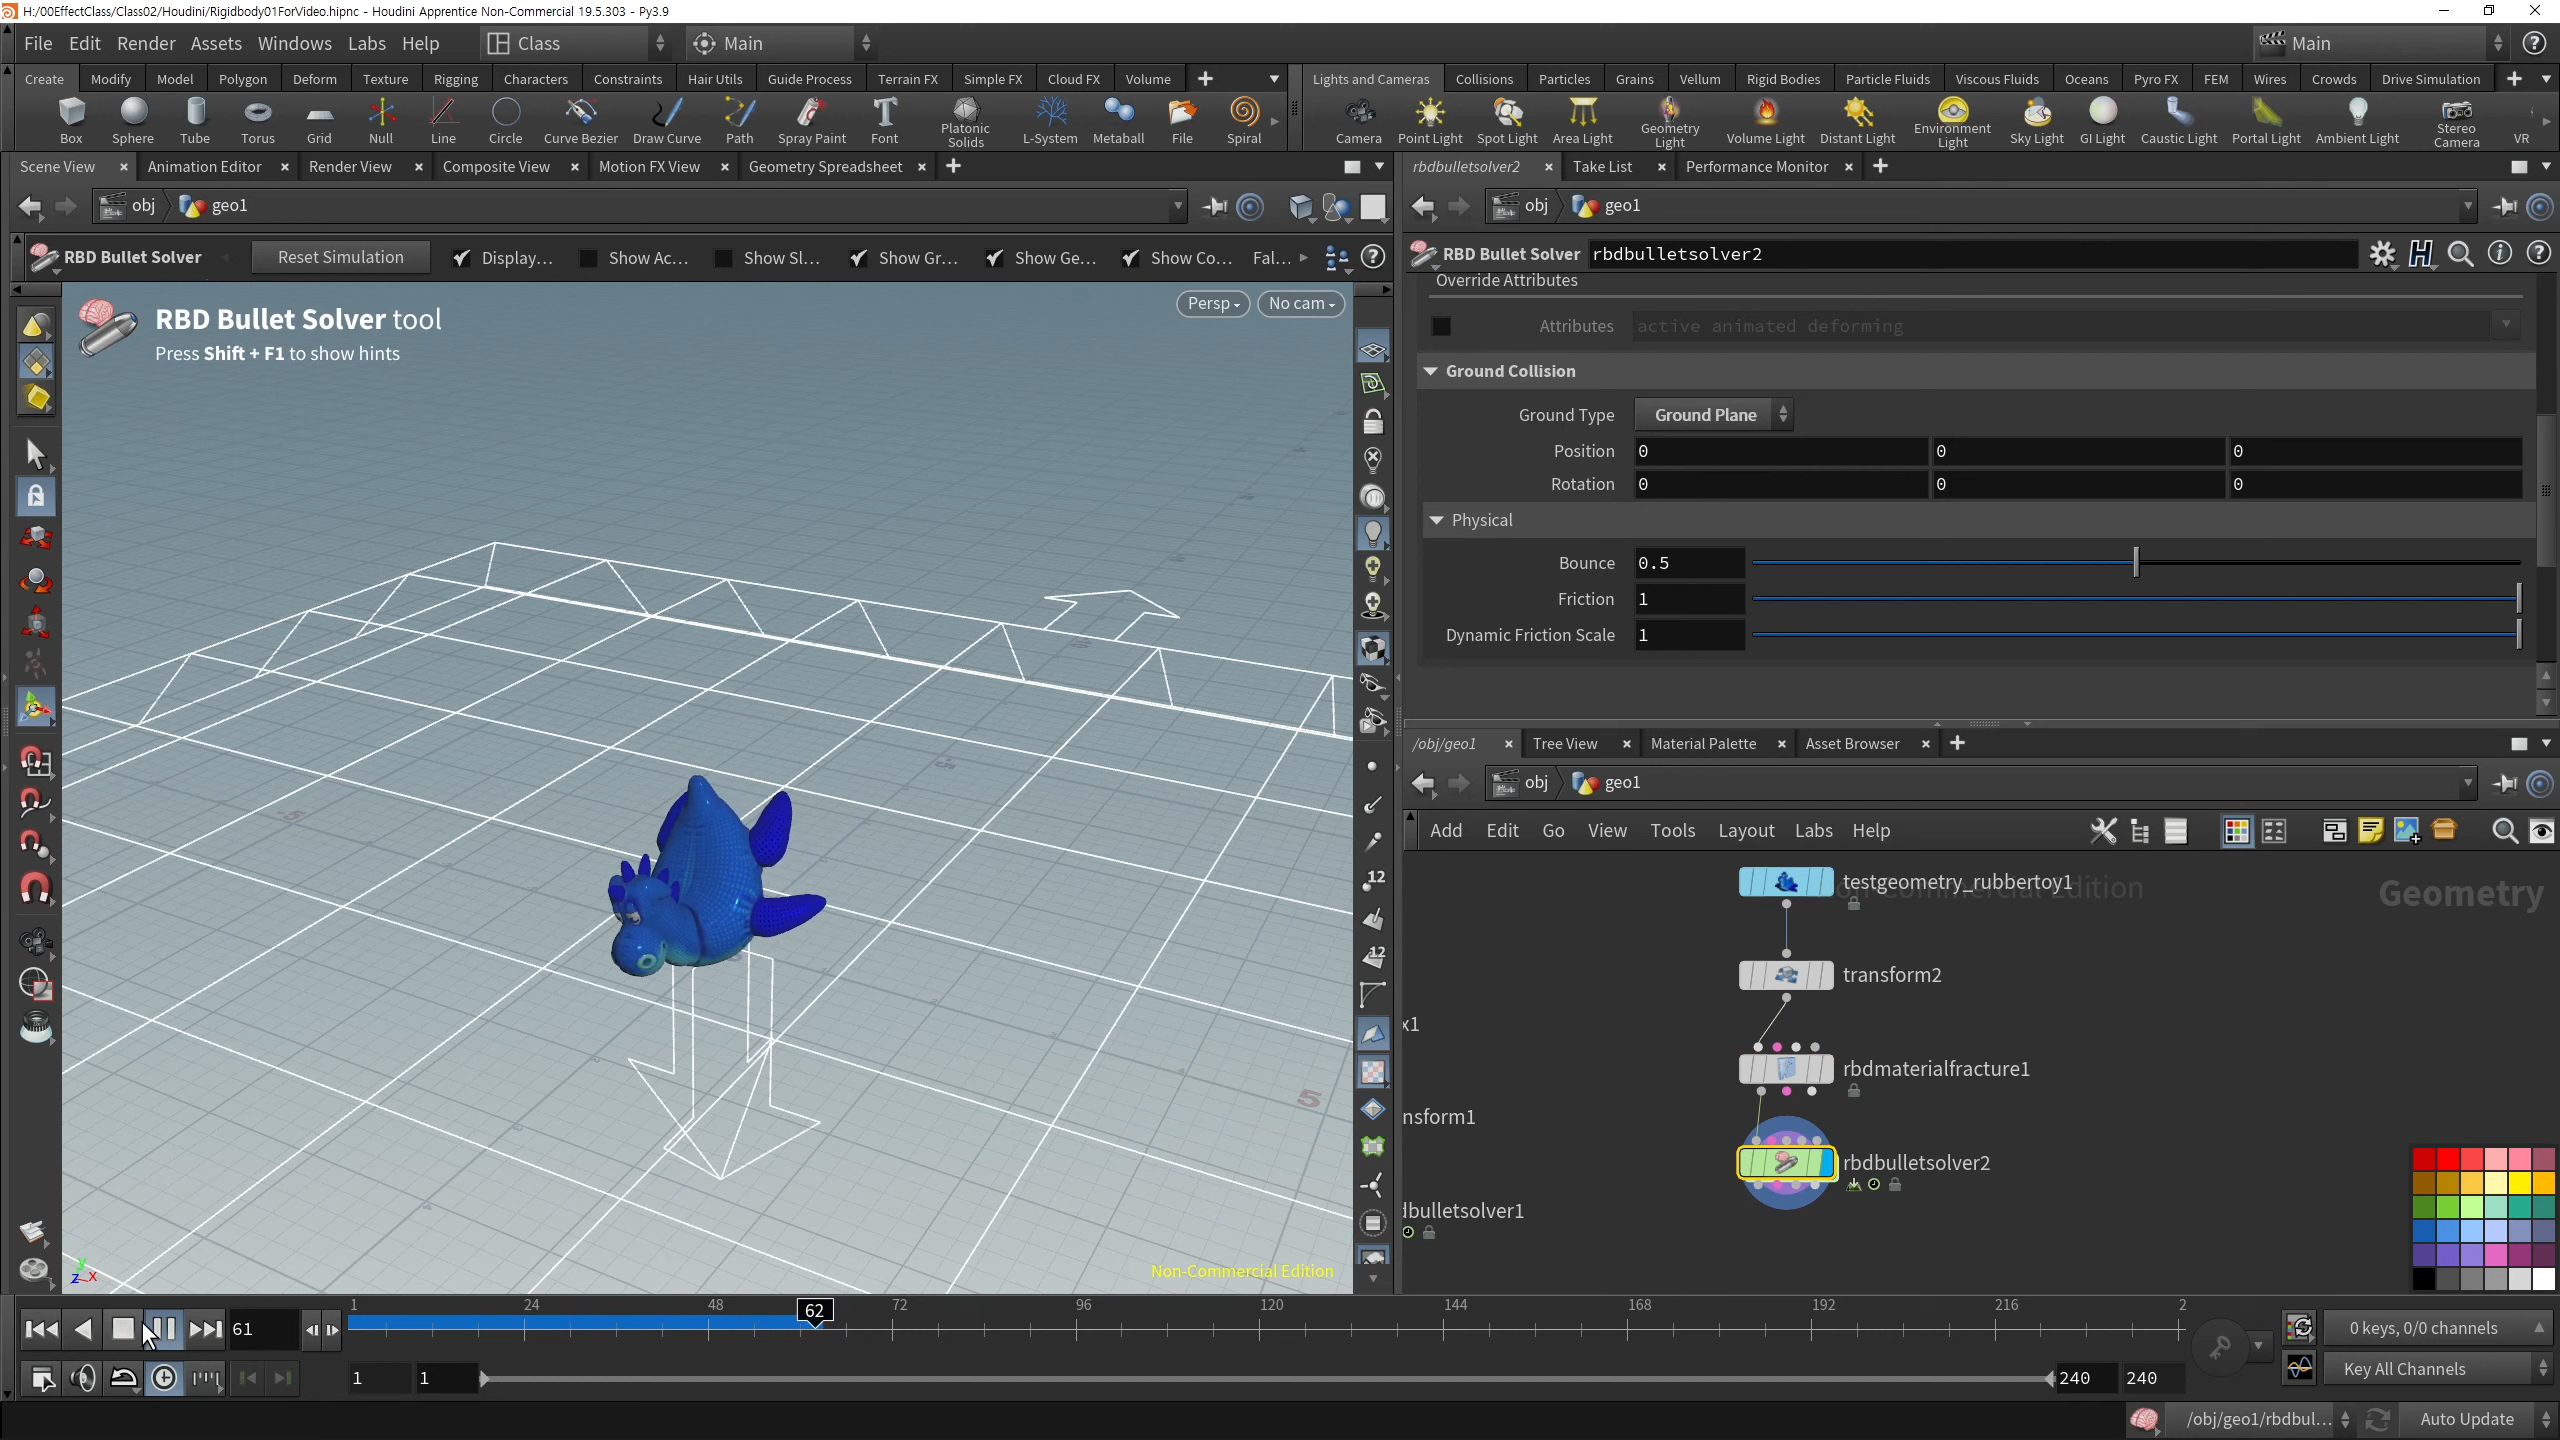 H:/00EffectClass/Class02/Houdini/Rigidbody01ForVideo.hipnc - Houdini Apprentice Non-Commercial 19.5.303 - Py3.9
File Edit Render Assets Windows Labs Help Class Main Main
Create Modify Model Polygon Deform Texture Rigging Characters Constraints Hair Utils Guide Process Terrain FX Simple FX Cloud FX Volume
Lights and Cameras Collisions Particles Grains Vellum Rigid Bodies Particle Fluids Viscous Fluids Oceans Pyro FX FEM Wires Crowds Drive Simulation
Box Sphere Tube Torus Grid Null Line Circle Curve Bezier Draw Curve Path Spray Paint Font Platonic Solids L-System Metaball File Spiral
Camera Point Light Spot Light Area Light Geometry Light Volume Light Distant Light Environment Light Sky Light GI Light Caustic Light Portal Light Ambient Light Stereo Camera VR
Scene View Animation Editor Render View Composite View Motion FX View Geometry Spreadsheet
obj geo1
RBD Bullet Solver Reset Simulation Display... Show Ac... Show Sl... Show Gr... Show Ge... Show Co... Fal...
RBD Bullet Solver tool
Press Shift + F1 to show hints
Persp No cam
5
Non-Commercial Edition
rbdbulletsolver2 Take List Performance Monitor
obj geo1
RBD Bullet Solver rbdbulletsolver2
Override Attributes
Attributes active animated deforming
Ground Collision
Ground Type Ground Plane
Position 0 0 0
Rotation 0 0 0
Physical
Bounce 0.5
Friction 1
Dynamic Friction Scale 1
/obj/geo1 Tree View Material Palette Asset Browser
obj geo1
Add Edit Go View Tools Layout Labs Help
testgeometry_rubbertoy1
Edition
Geometry
transform2
x1
rbdmaterialfracture1
nsform1
rbdbulletsolver2
dbulletsolver1
12
12
1 24 48 62 72 96 120 144 168 192 216 2
61
1 1 240 240
0 keys, 0/0 channels
Key All Channels
/obj/geo1/rbdbul... Auto Update